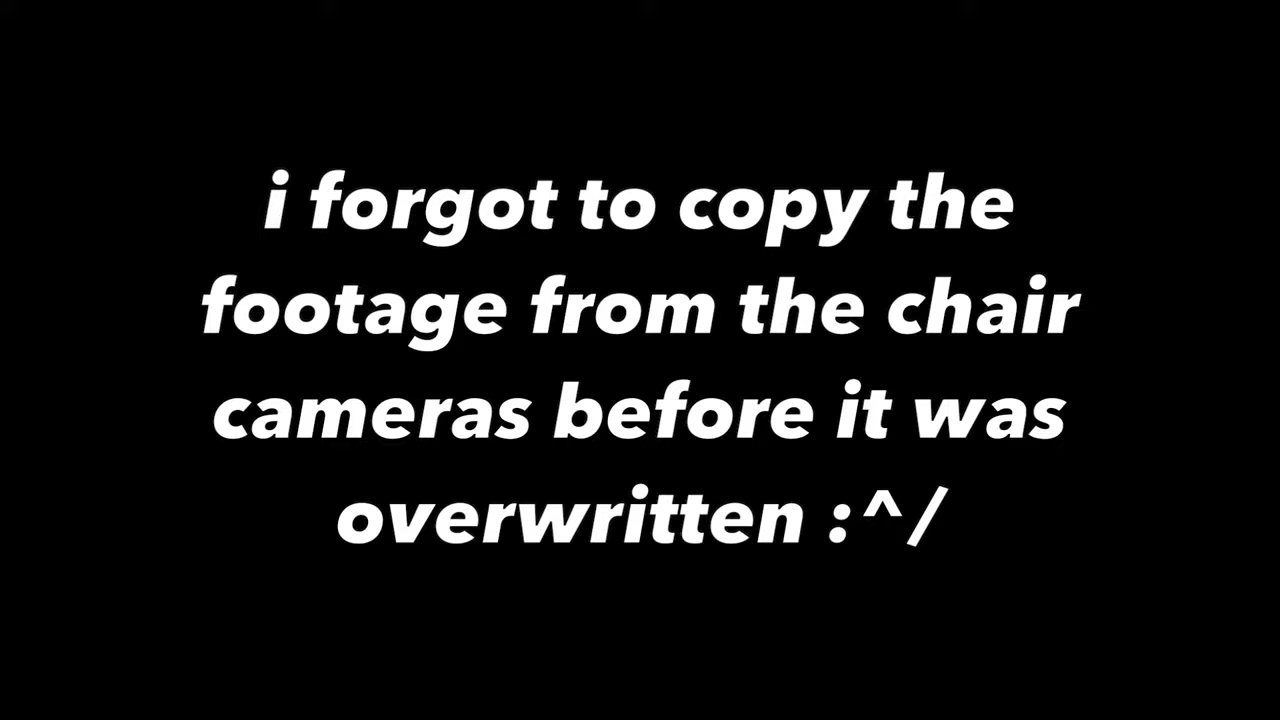 i forgot to copy the
footage from the chair
cameras before it was
overwritten :^/